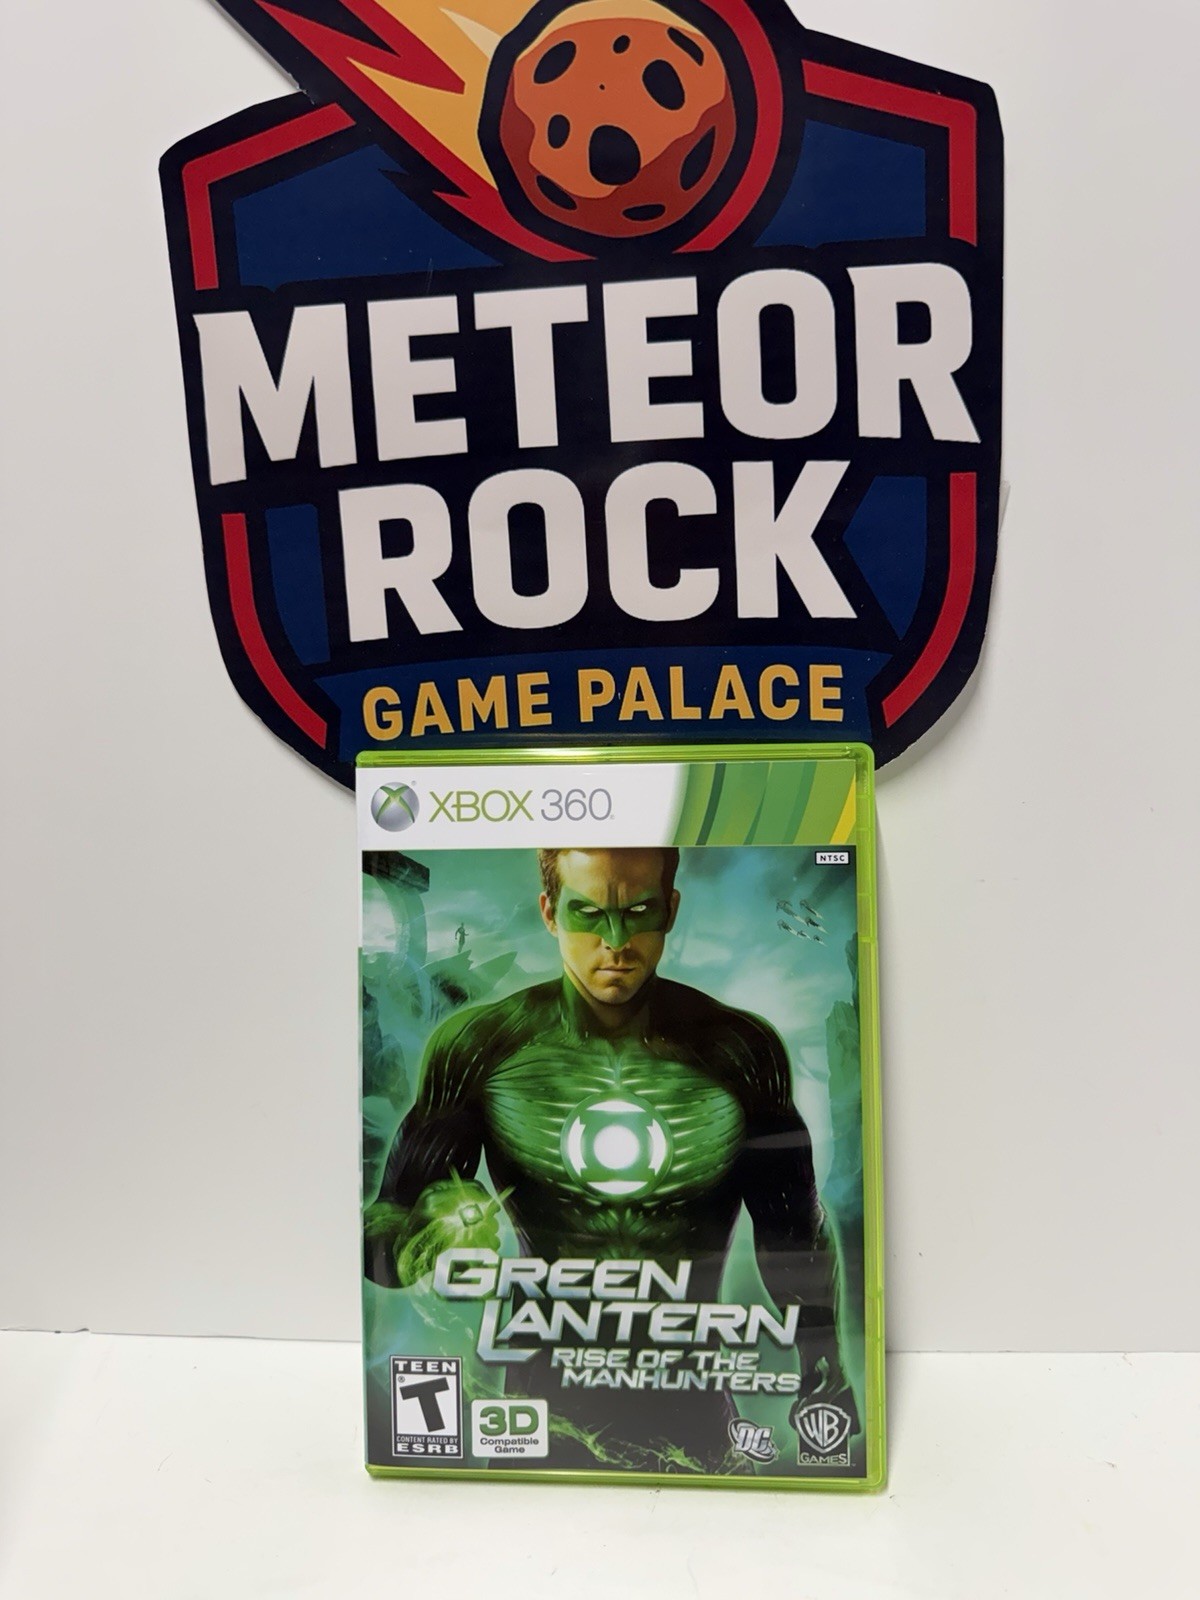 METEOR
ROCK
GAME PALACE
XBOX 360
NTSC
GREEN
LANTERN
RISE OF THE
MANHUNTERS
TEEN
T
CONTENT RATED BY
ESRB
3D
Compatible
Game
DC
WB
GAMES